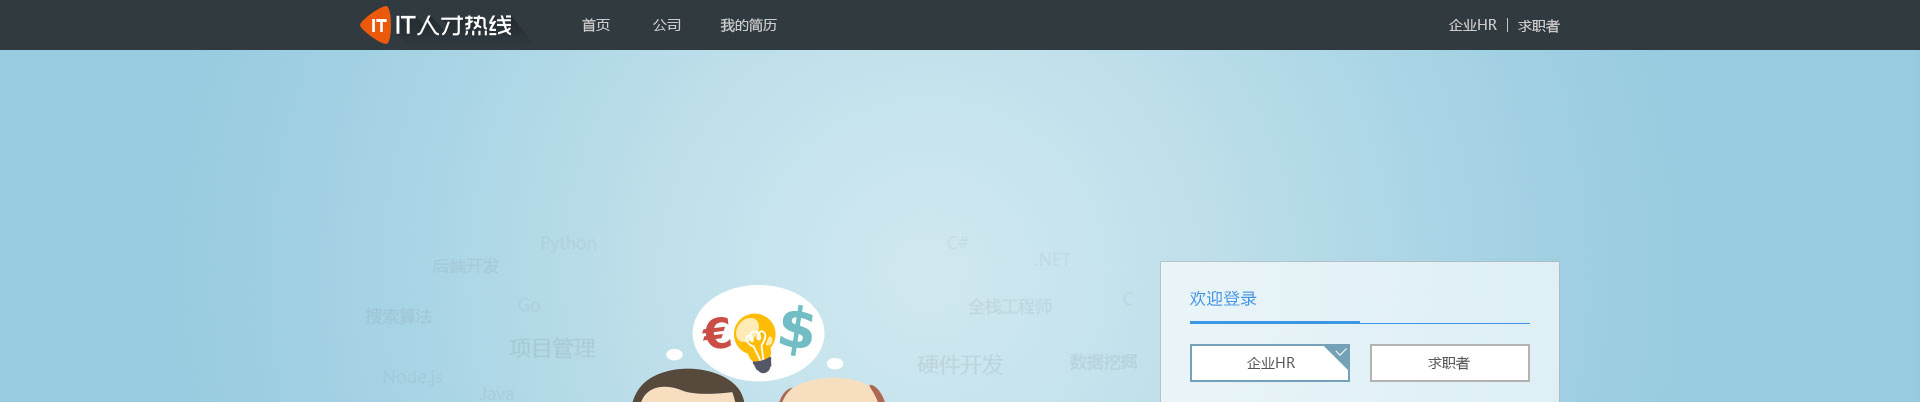 IT IT人才热线 首页 公司 我的简历 企业HR | 求职者
Python
C#
后端开发
.NET
欢迎登录
Go
全栈工程师
C
搜索算法
€ $
项目管理
硬件开发
数据挖掘
企业HR 求职者
Node.js
Java